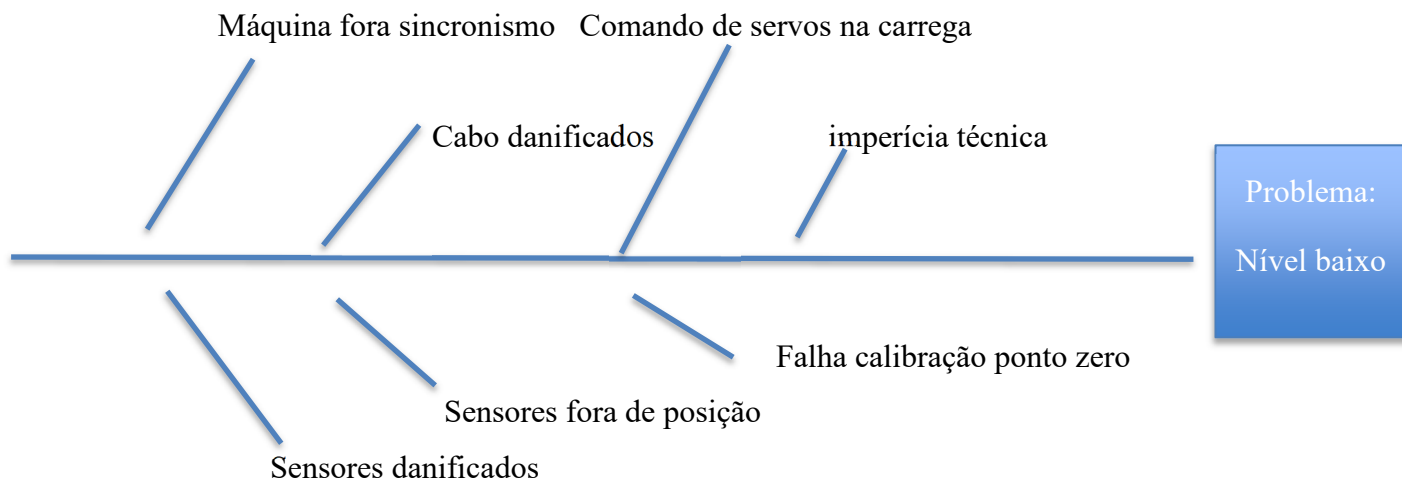 Máquina fora sincronismo
Comando de servos na carrega
Cabo danificados
imperícia técnica
Problema:
Nível baixo
Falha calibração ponto zero
Sensores fora de posição
Sensores danificados